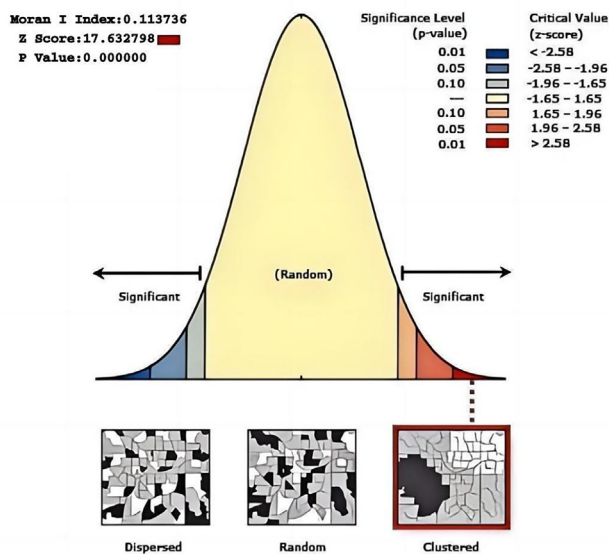 Moran I Index:0.113736
Z Score:17.632798
P Value:0.000000
Significance Level
(p-value)
Critical Value
(z-score)
0.01 < -2.58
0.05 -2.58 – -1.96
0.10 -1.96 – -1.65
— -1.65 – 1.65
0.10 1.65 – 1.96
0.05 1.96 – 2.58
0.01 > 2.58
Significant
(Random)
Significant
Dispersed
Random
Clustered